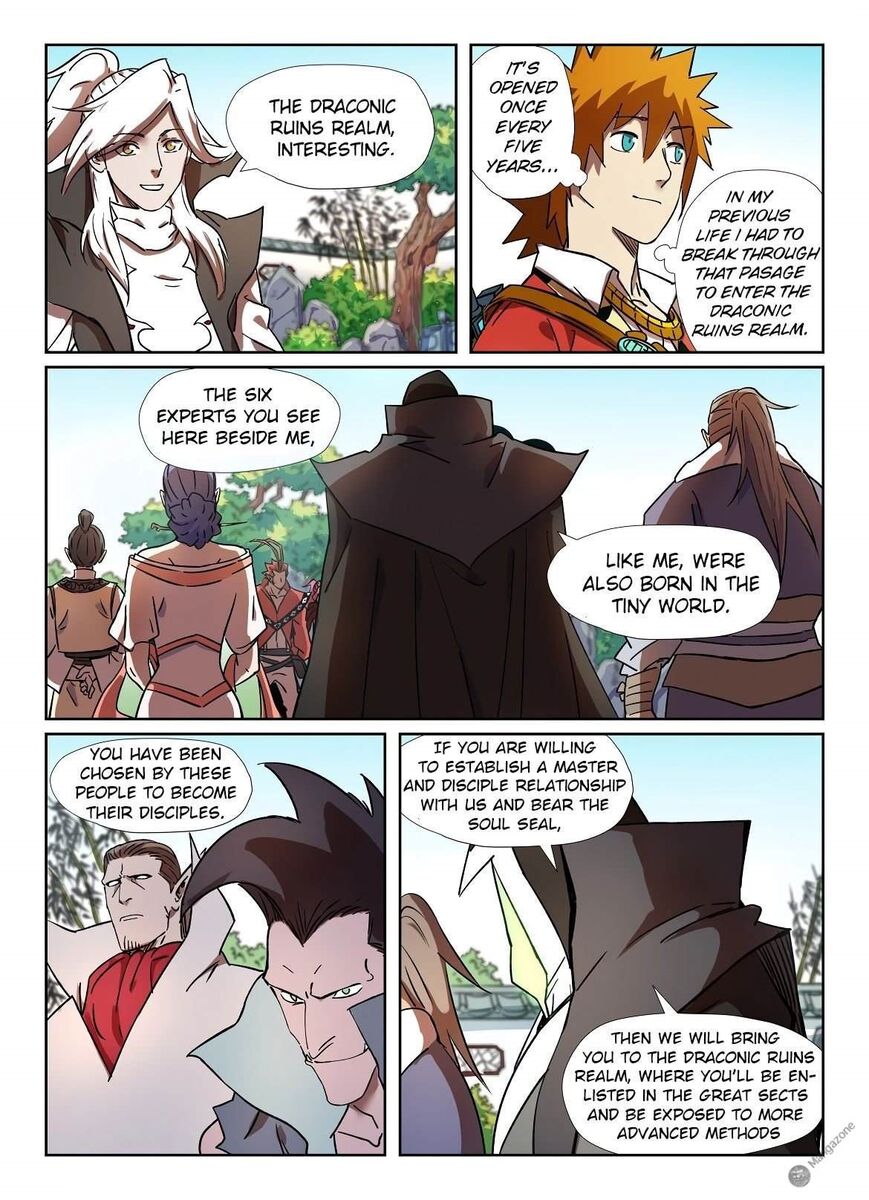 THE DRACONIC
RUINS REALM,
INTERESTING.
IT'S
OPENED
ONCE
EVERY
FIVE
YEARS...
IN MY
PREVIOUS
LIFE I HAD TO
BREAK THROUGH
THAT PASAGE
TO ENTER THE
DRACONIC
RUINS REALM.
THE SIX
EXPERTS YOU SEE
HERE BESIDE ME,
LIKE ME, WERE
ALSO BORN IN THE
TINY WORLD.
YOU HAVE BEEN
CHOSEN BY THESE
PEOPLE TO BECOME
THEIR DISCIPLES.
IF YOU ARE WILLING
TO ESTABLISH A MASTER
AND DISCIPLE RELATIONSHIP
WITH US AND BEAR THE
SOUL SEAL,
THEN WE WILL BRING
YOU TO THE DRACONIC RUINS
REALM, WHERE YOU'LL BE EN-
LISTED IN THE GREAT SECTS
AND BE EXPOSED TO MORE
ADVANCED METHODS
Mangazone